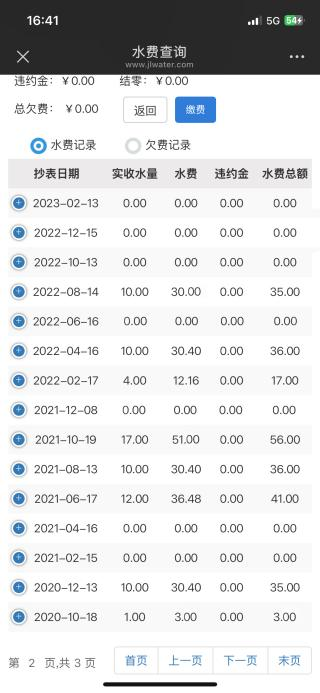 16:41 5G 54
水费查询
www.jlwater.com
违约金: ￥0.00 结零: ￥0.00
总欠费: ￥0.00 返回 缴费
水费记录 欠费记录
抄表日期 实收水量 水费 违约金 水费总额
2023-02-13 0.00 0.00 0.00 0.00
2022-12-15 0.00 0.00 0.00 0.00
2022-10-13 0.00 0.00 0.00 0.00
2022-08-14 10.00 30.00 0.00 35.00
2022-06-16 0.00 0.00 0.00 0.00
2022-04-16 10.00 30.40 0.00 36.00
2022-02-17 4.00 12.16 0.00 17.00
2021-12-08 0.00 0.00 0.00 0.00
2021-10-19 17.00 51.00 0.00 56.00
2021-08-13 10.00 30.40 0.00 36.00
2021-06-17 12.00 36.48 0.00 41.00
2021-04-16 0.00 0.00 0.00 0.00
2021-02-15 0.00 0.00 0.00 0.00
2020-12-13 10.00 30.40 0.00 35.00
2020-10-18 1.00 3.00 0.00 3.00
第 2 页,共 3 页 首页 上一页 下一页 末页